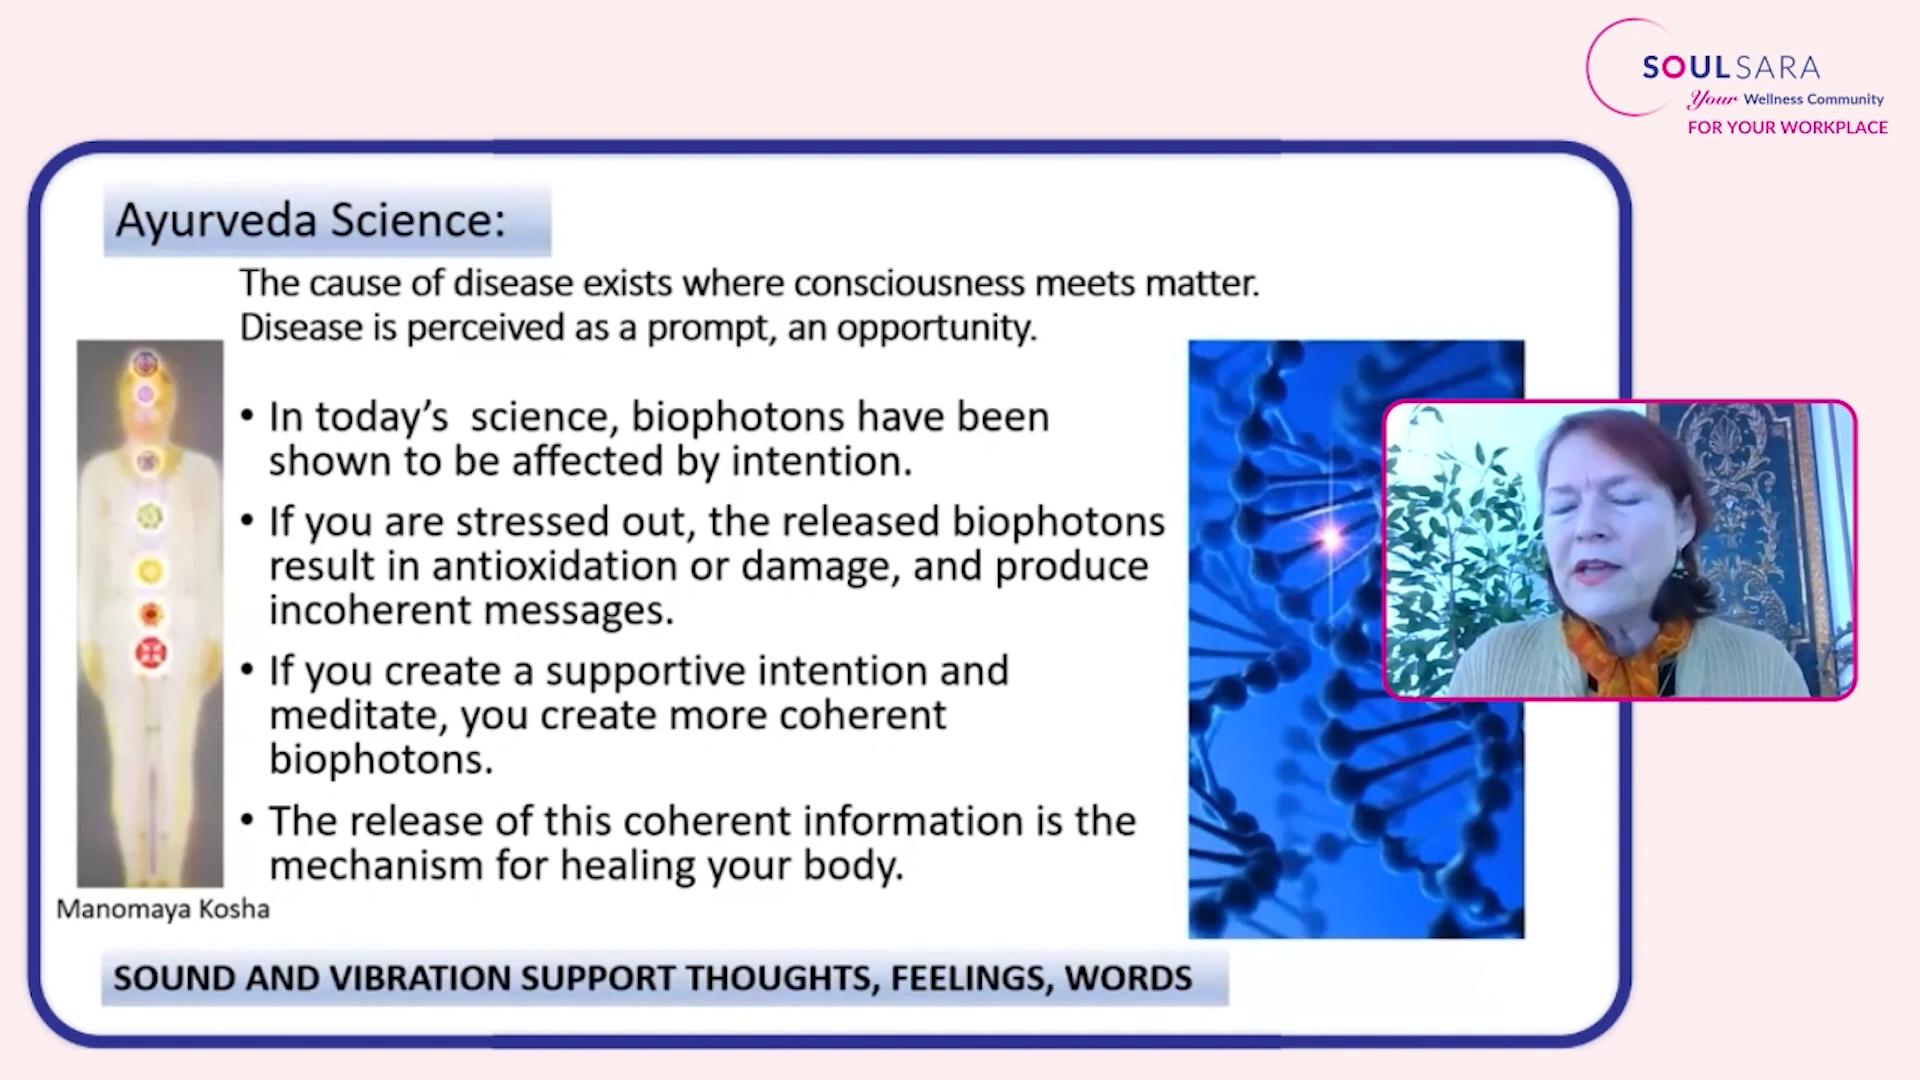 SOULSARA
Your Wellness Community
FOR YOUR WORKPLACE
Ayurveda Science:
The cause of disease exists where consciousness meets matter.
Disease is perceived as a prompt, an opportunity.
• In today’s science, biophotons have been
shown to be affected by intention.
• If you are stressed out, the released biophotons
result in antioxidation or damage, and produce
incoherent messages.
• If you create a supportive intention and
meditate, you create more coherent
biophotons.
• The release of this coherent information is the
mechanism for healing your body.
Manomaya Kosha
SOUND AND VIBRATION SUPPORT THOUGHTS, FEELINGS, WORDS